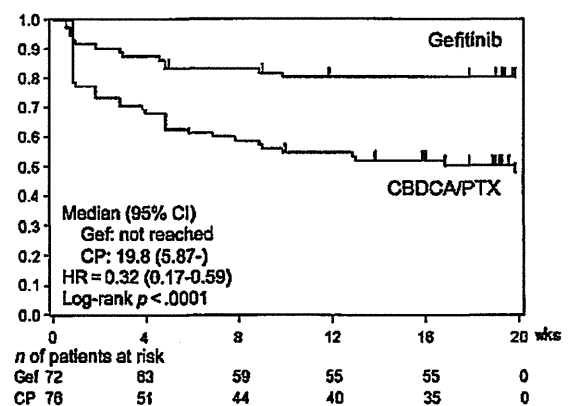 1.0
0.9
0.8
0.7
0.6
0.5
0.4
0.3
0.2
0.1
0.0
Gefitinib
CBDCA/PTX
Median (95% CI)
Gef: not reached
CP: 19.8 (5.87-)
HR = 0.32 (0.17-0.59)
Log-rank p < .0001
0 4 8 12 16 20 wks
n of patients at risk
Gef 72 63 59 55 55 0
CP 76 51 44 40 35 0